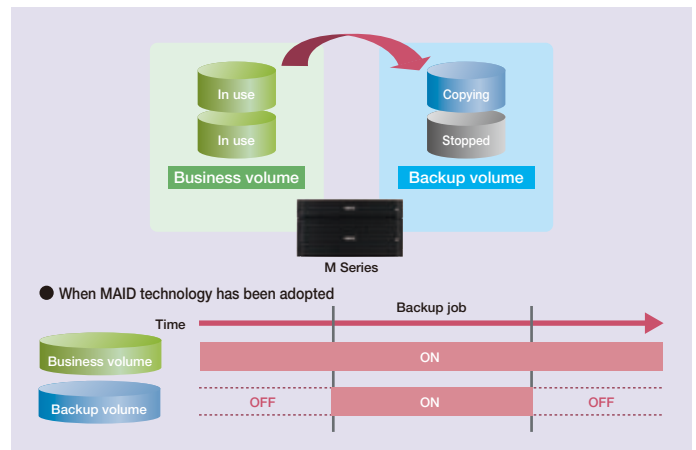 In use
In use
Copying
Stopped
Business volume
Backup volume
M Series
● When MAID technology has been adopted
Backup job
Time
Business volume
ON
Backup volume
OFF
ON
OFF